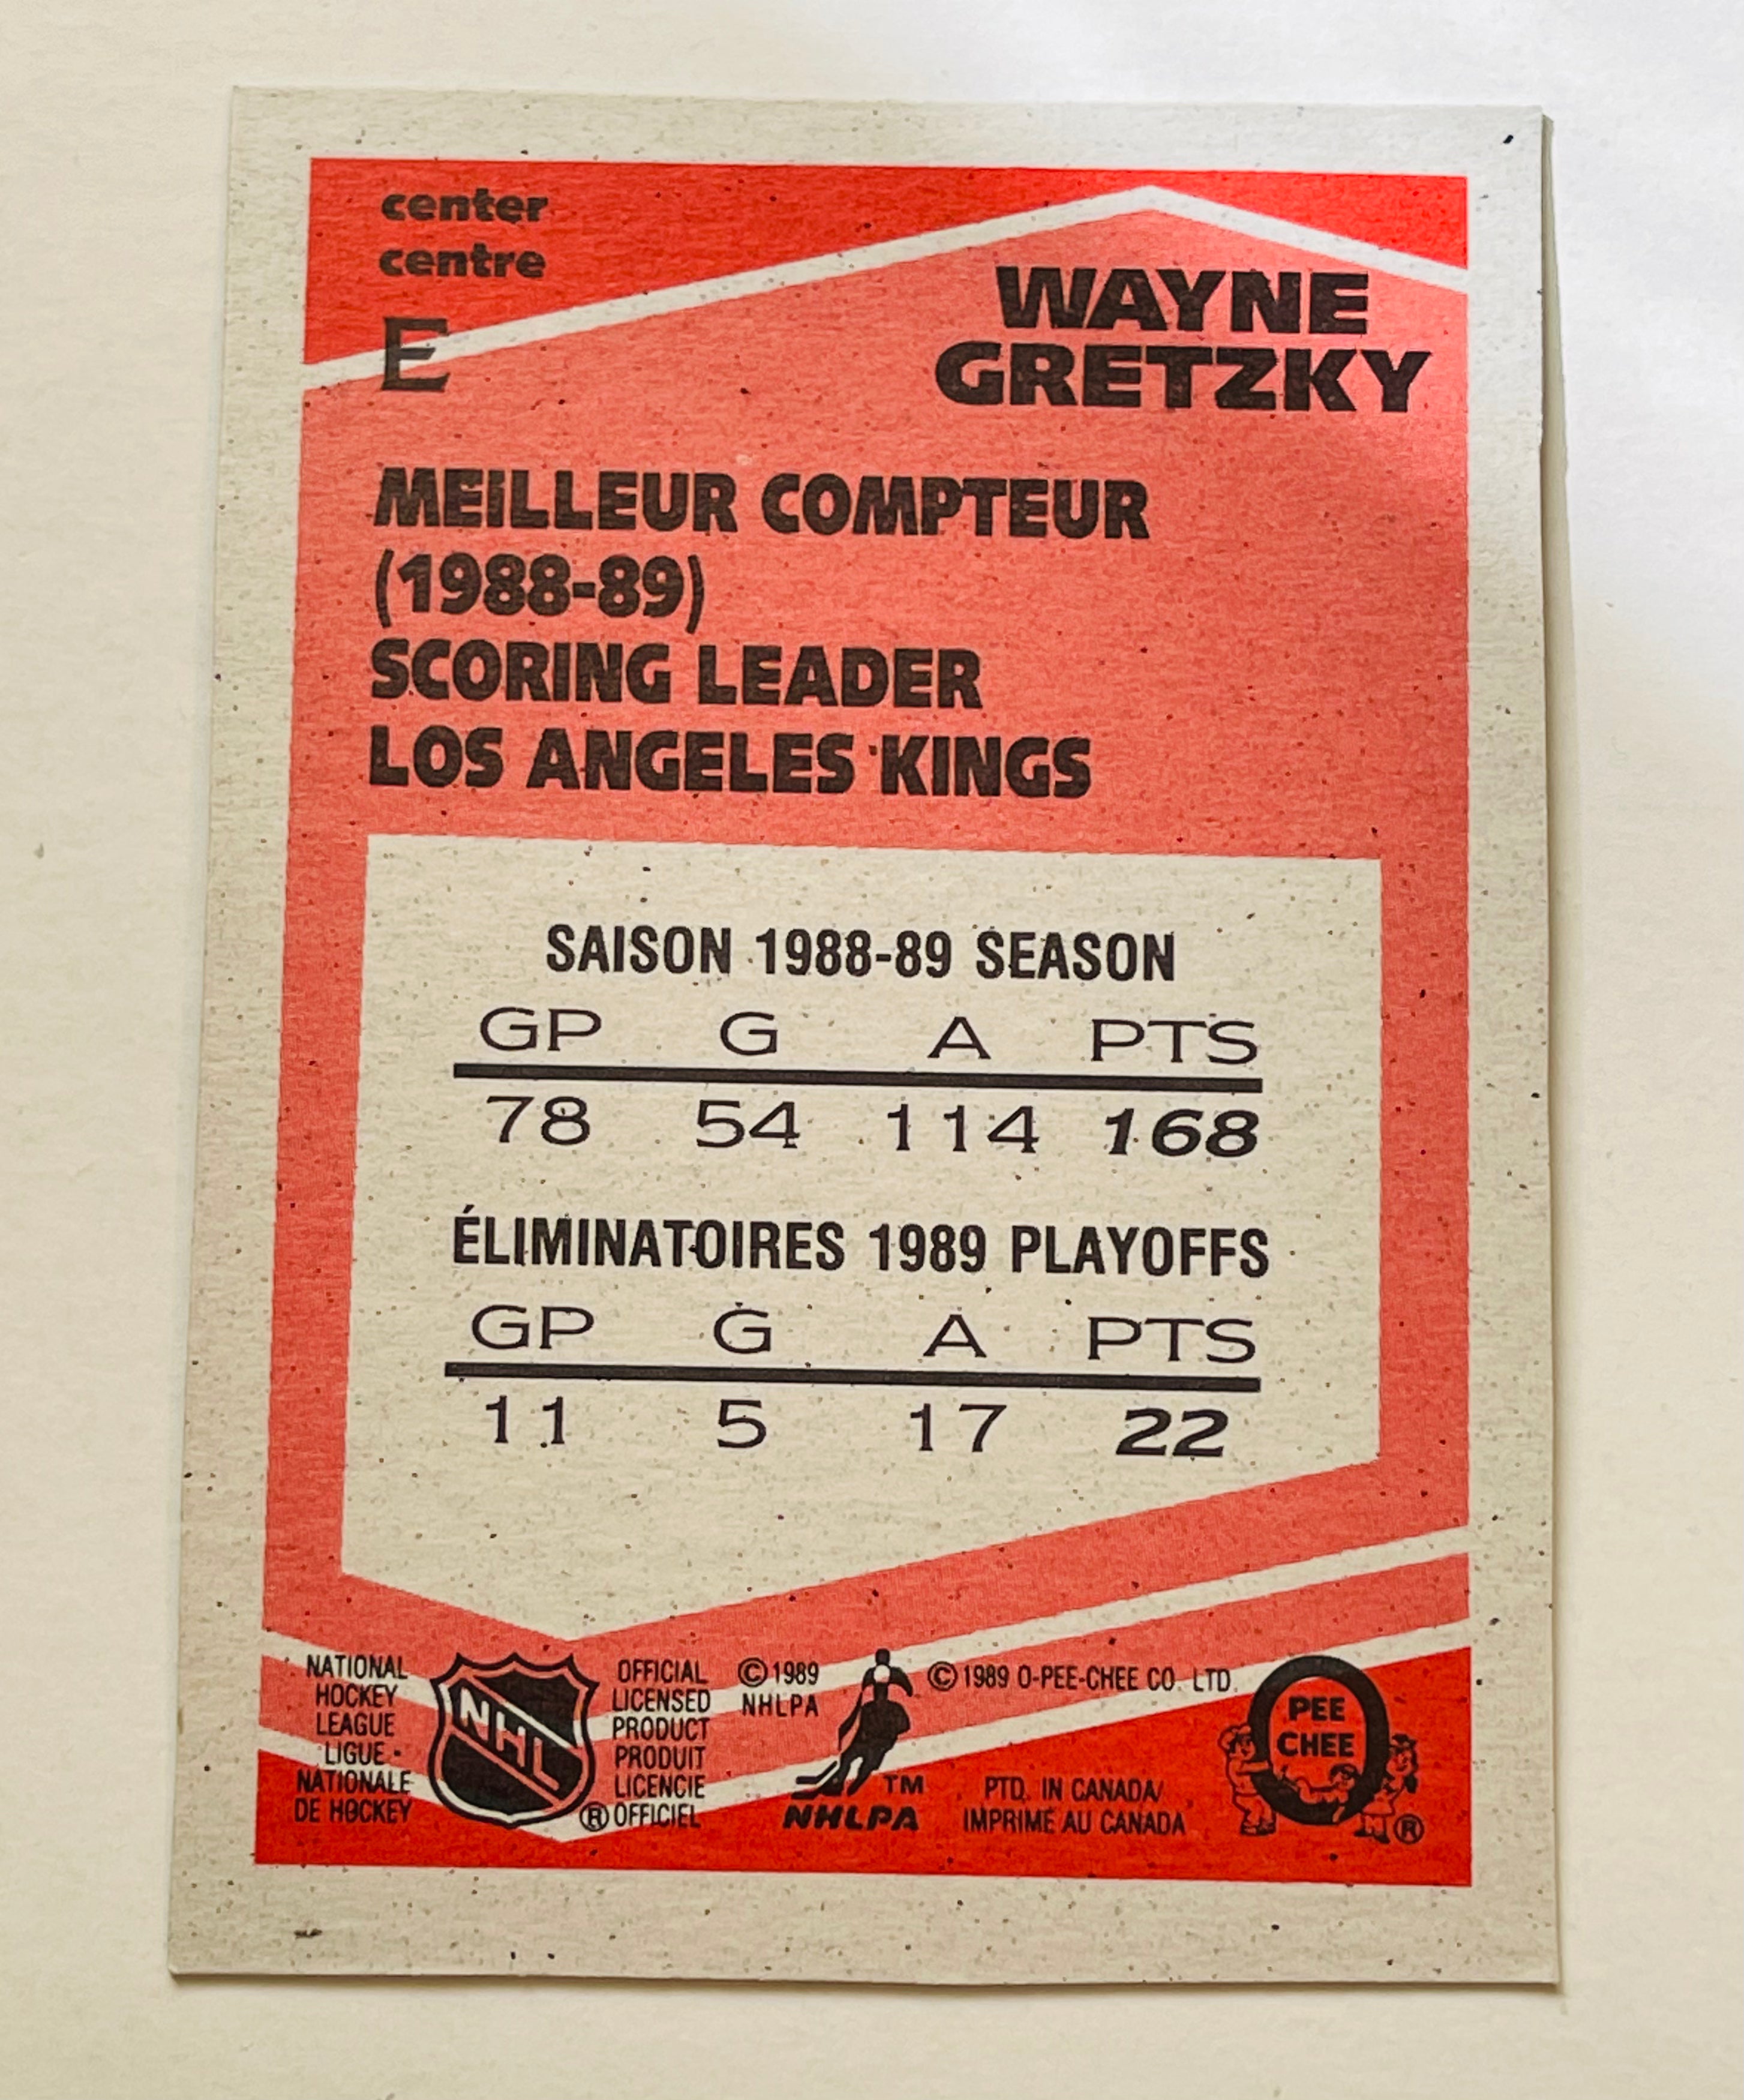 center
centre
E
WAYNE
GRETZKY
MEILLEUR COMPTEUR
(1988-89)
SCORING LEADER
LOS ANGELES KINGS
SAISON 1988-89 SEASON
GP G A PTS
78 54 114 168
ÉLIMINATOIRES 1989 PLAYOFFS
GP G A PTS
11 5 17 22
NATIONAL
HOCKEY
LEAGUE
LIGUE
NATIONALE
DE HOCKEY
NHL
®
OFFICIAL
LICENSED
PRODUCT
PRODUIT
LICENCIE
OFFICIEL
©1989
NHLPA
TM
NHLPA
©1989 O-PEE-CHEE CO. LTD.
PTD. IN CANADA/
IMPRIMÉ AU CANADA
O
PEE
CHEE
®